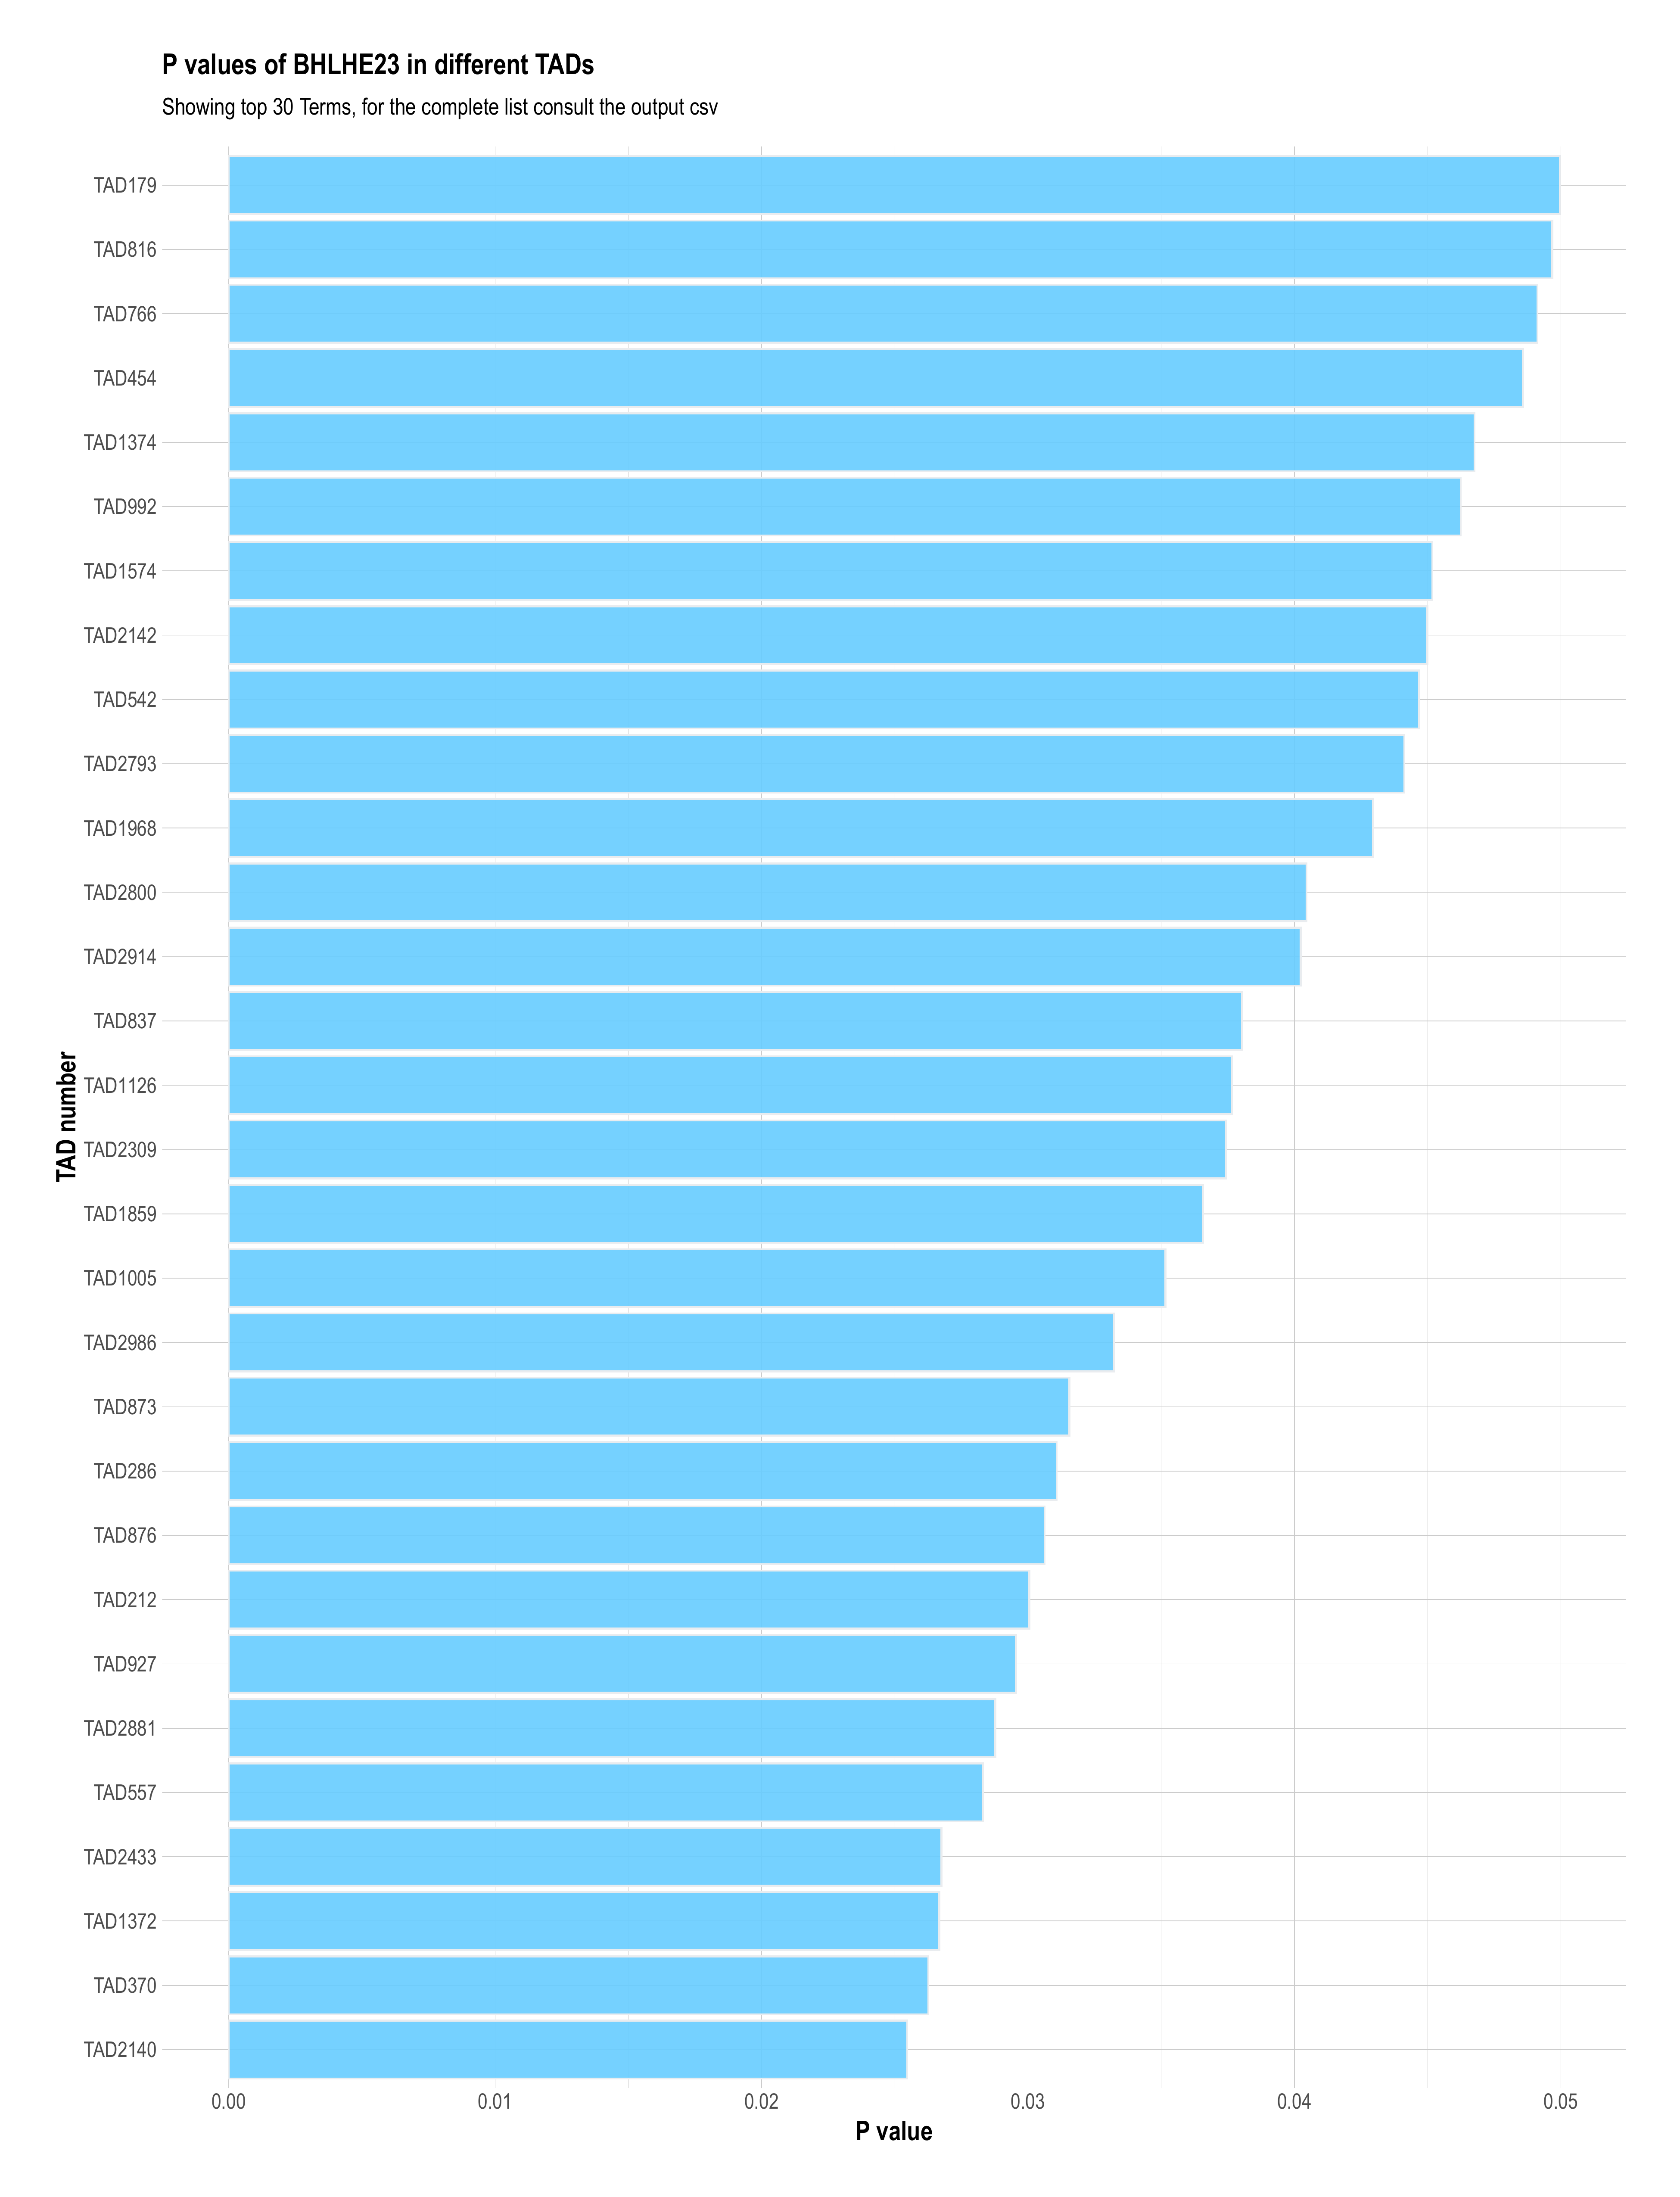 P values of BHLHE23 in different TADs
Showing top 30 Terms, for the complete list consult the output csv
TAD179
TAD816
TAD766
TAD454
TAD1374
TAD992
TAD1574
TAD2142
TAD542
TAD2793
TAD1968
TAD2800
TAD2914
TAD837
TAD1126
TAD2309
TAD1859
TAD1005
TAD2986
TAD873
TAD286
TAD876
TAD212
TAD927
TAD2881
TAD557
TAD2433
TAD1372
TAD370
TAD2140
TAD number
0.00 0.01 0.02 0.03 0.04 0.05
P value